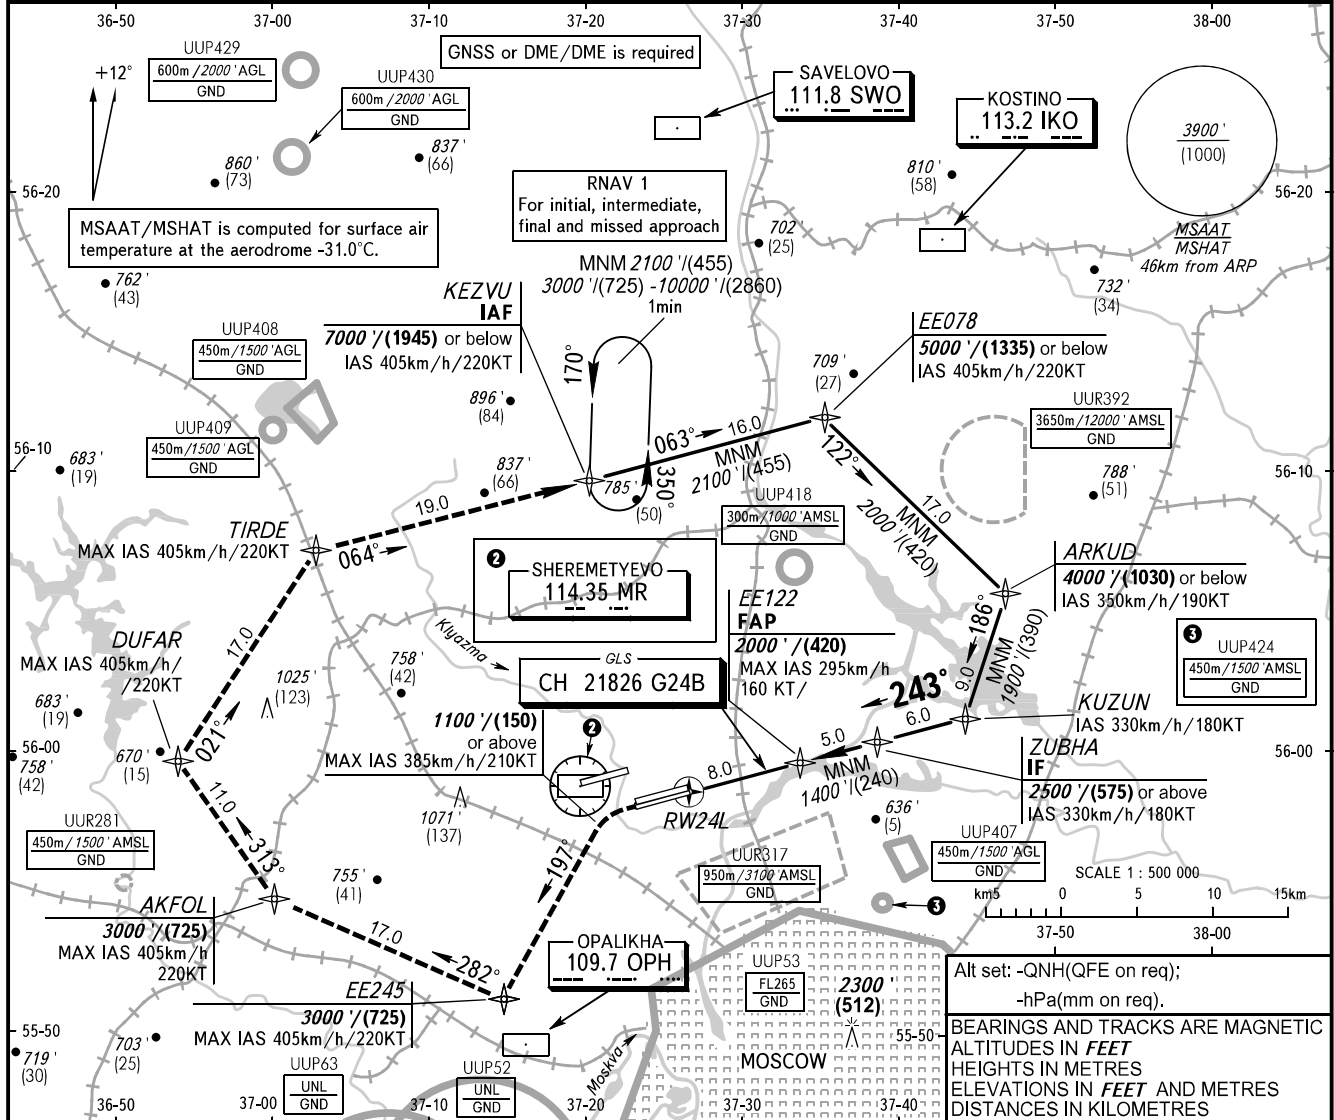 36-50
37-00
37-10
37-20
37-30
37-40
37-50
38-00
UUP429
600m/2000'AGL
GND
+12°
UUP430
600m/2000'AGL
GND
GNSS or DME/DME is required
SAVELOVO
111.8 SWO
KOSTINO
113.2 IKO
3900'
(1000)
MSAAT
MSHAT
46km from ARP
860'
(73)
837'
(66)
810'
(58)
56-20
56-20
RNAV 1
For initial, intermediate,
final and missed approach
MSAAT/MSHAT is computed for surface air
temperature at the aerodrome -31.0°C.
702
(25)
732'
(34)
762'
(43)
MNM 2100'/(455)
3000'/(725) -10000'/(2860)
1min
KEZVU
IAF
7000'/(1945) or below
IAS 405km/h/220KT
170°
350°
EE078
5000'/(1335) or below
IAS 405km/h/220KT
UUP408
450m/1500'AGL
GND
709'
(27)
896'
(84)
UUR392
3650m/12000'AMSL
GND
UUP409
450m/1500'AGL
GND
56-10
56-10
683'
(19)
837'
(66)
785'
(50)
063°
16.0
MNM
2100'/(455)
122°
17.0
MNM
2000'/(420)
788'
(51)
UUP418
300m/1000'AMSL
GND
19.0
064°
TIRDE
MAX IAS 405km/h/220KT
2
SHEREMETYEVO
114.35 MR
ARKUD
4000'/(1030) or below
IAS 350km/h/190KT
EE122
FAP
2000'/(420)
MAX IAS 295km/h
160 KT/
186°
9.0
MNM
1900'/(390)
3
UUP424
450m/1500'AMSL
GND
DUFAR
MAX IAS 405km/h/
/220KT
17.0
021°
Klyazma
758'
(42)
1025'
(123)
GLS
CH 21826 G24B
243°
6.0
5.0
8.0
MNM
1400'/(240)
KUZUN
IAS 330km/h/180KT
683'
(19)
1100'/(150)
or above
MAX IAS 385km/h/210KT
2
ZUBHA
IF
2500'/(575) or above
IAS 330km/h/180KT
56-00
56-00
758'
(42)
670'
(15)
RW24L
1071'
(137)
636'
(5)
11.0
313°
197°
UUR281
450m/1500'AMSL
GND
UUR317
950m/3100'AMSL
GND
UUP407
450m/1500'AGL
GND
3
SCALE 1 : 500 000
km5 0 5 10 15km
755'
(41)
AKFOL
3000'/(725)
MAX IAS 405km/h
220KT
17.0
282°
OPALIKHA
109.7 OPH
37-50
38-00
EE245
3000'/(725)
MAX IAS 405km/h/220KT
UUP53
FL265
GND
2300'
(512)
Alt set: -QNH(QFE on req);
-hPa(mm on req).
55-50
55-50
719'
(30)
703'
(25)
Moskva
MOSCOW
BEARINGS AND TRACKS ARE MAGNETIC
ALTITUDES IN FEET
HEIGHTS IN METRES
ELEVATIONS IN FEET AND METRES
DISTANCES IN KILOMETRES
UUP63
UNL
GND
UUP52
UNL
GND
36-50
37-00
37-10
37-20
37-30
37-40